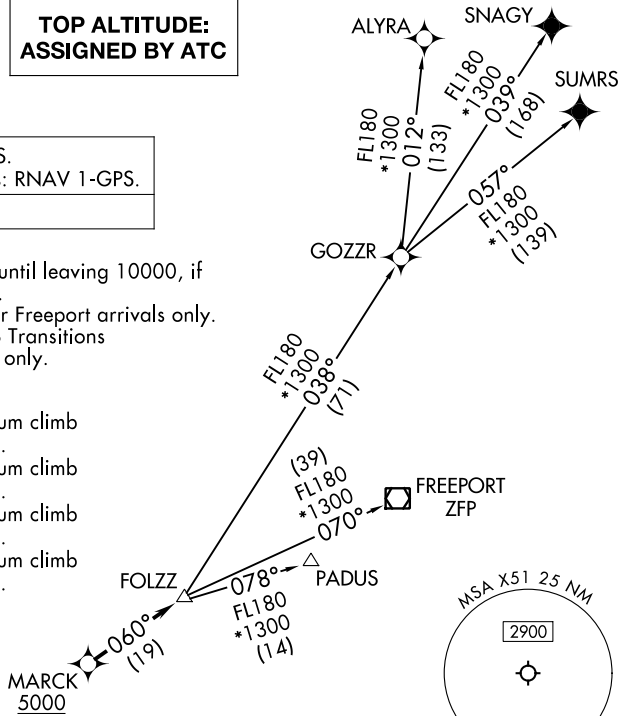 TOP ALTITUDE:
ASSIGNED BY ATC
S.
s: RNAV 1-GPS.
until leaving 10000, if
.
r Freeport arrivals only.
Transitions
only.
um climb
.
um climb
.
um climb
.
um climb
.
ALYRA
SNAGY
SUMRS
FL180
*1300
012°
(133)
FL180
*1300
039°
(168)
057°
FL180
*1300
(139)
GOZZR
FL180
*1300
038°
(71)
(39)
FL180
*1300
070°
FREEPORT
ZFP
FOLZZ
078°
FL180
*1300
(14)
PADUS
060°
(19)
MARCK
5000
MSA X51 25 NM
2900